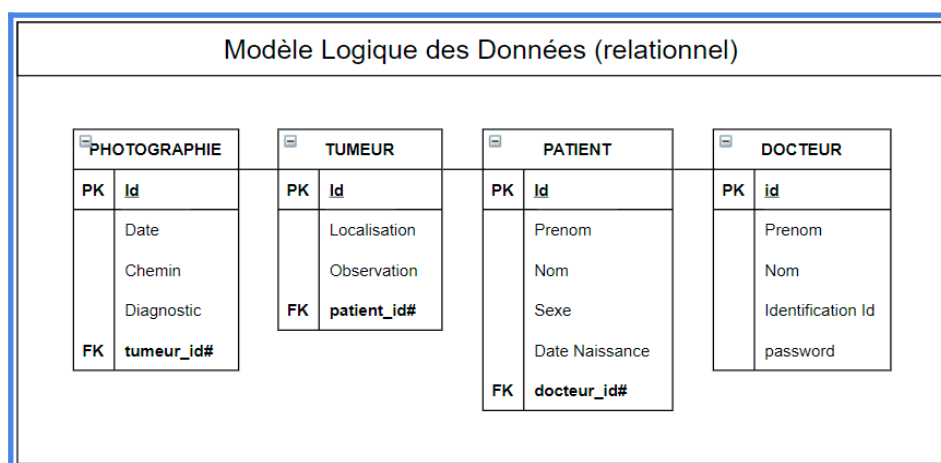 Modèle Logique des Données (relationnel)
PHOTOGRAPHIE
PK Id
Date
Chemin
Diagnostic
FK tumeur_id#
TUMEUR
PK Id
Localisation
Observation
FK patient_id#
PATIENT
PK Id
Prenom
Nom
Sexe
Date Naissance
FK docteur_id#
DOCTEUR
PK id
Prenom
Nom
Identification Id
password